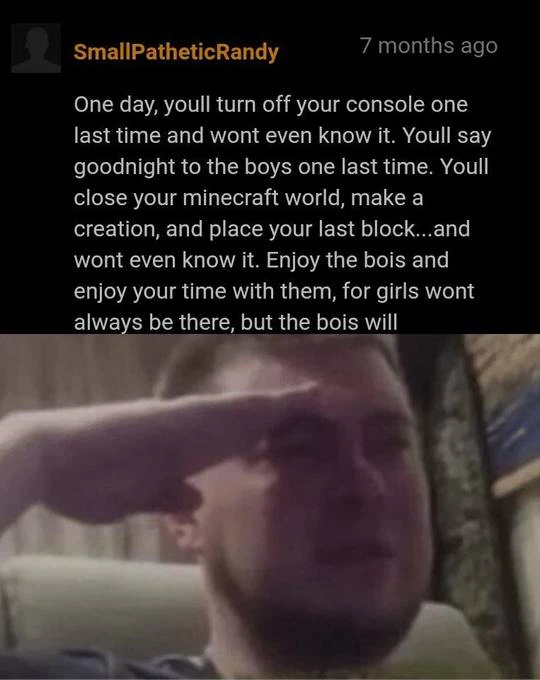 SmallPatheticRandy
7 months ago
One day, youll turn off your console one
last time and wont even know it. Youll say
goodnight to the boys one last time. Youll
close your minecraft world, make a
creation, and place your last block...and
wont even know it. Enjoy the bois and
enjoy your time with them, for girls wont
always be there, but the bois will